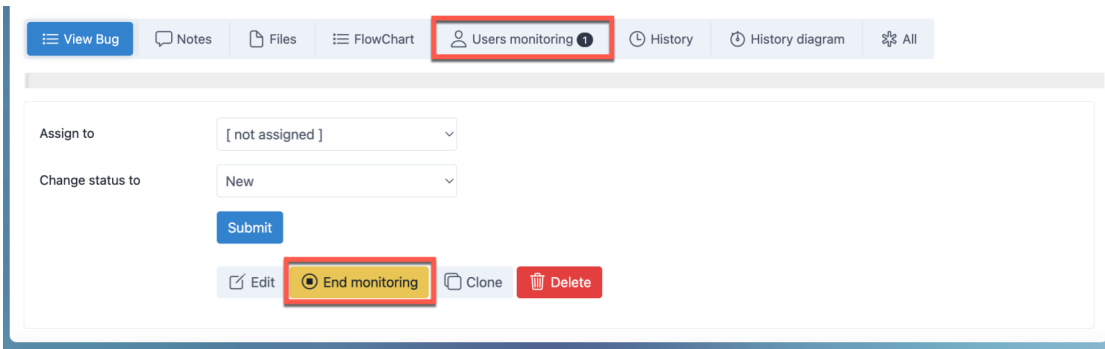 View Bug Notes Files FlowChart Users monitoring 1 History History diagram All
Assign to [ not assigned ]
Change status to New
Submit
Edit End monitoring Clone Delete